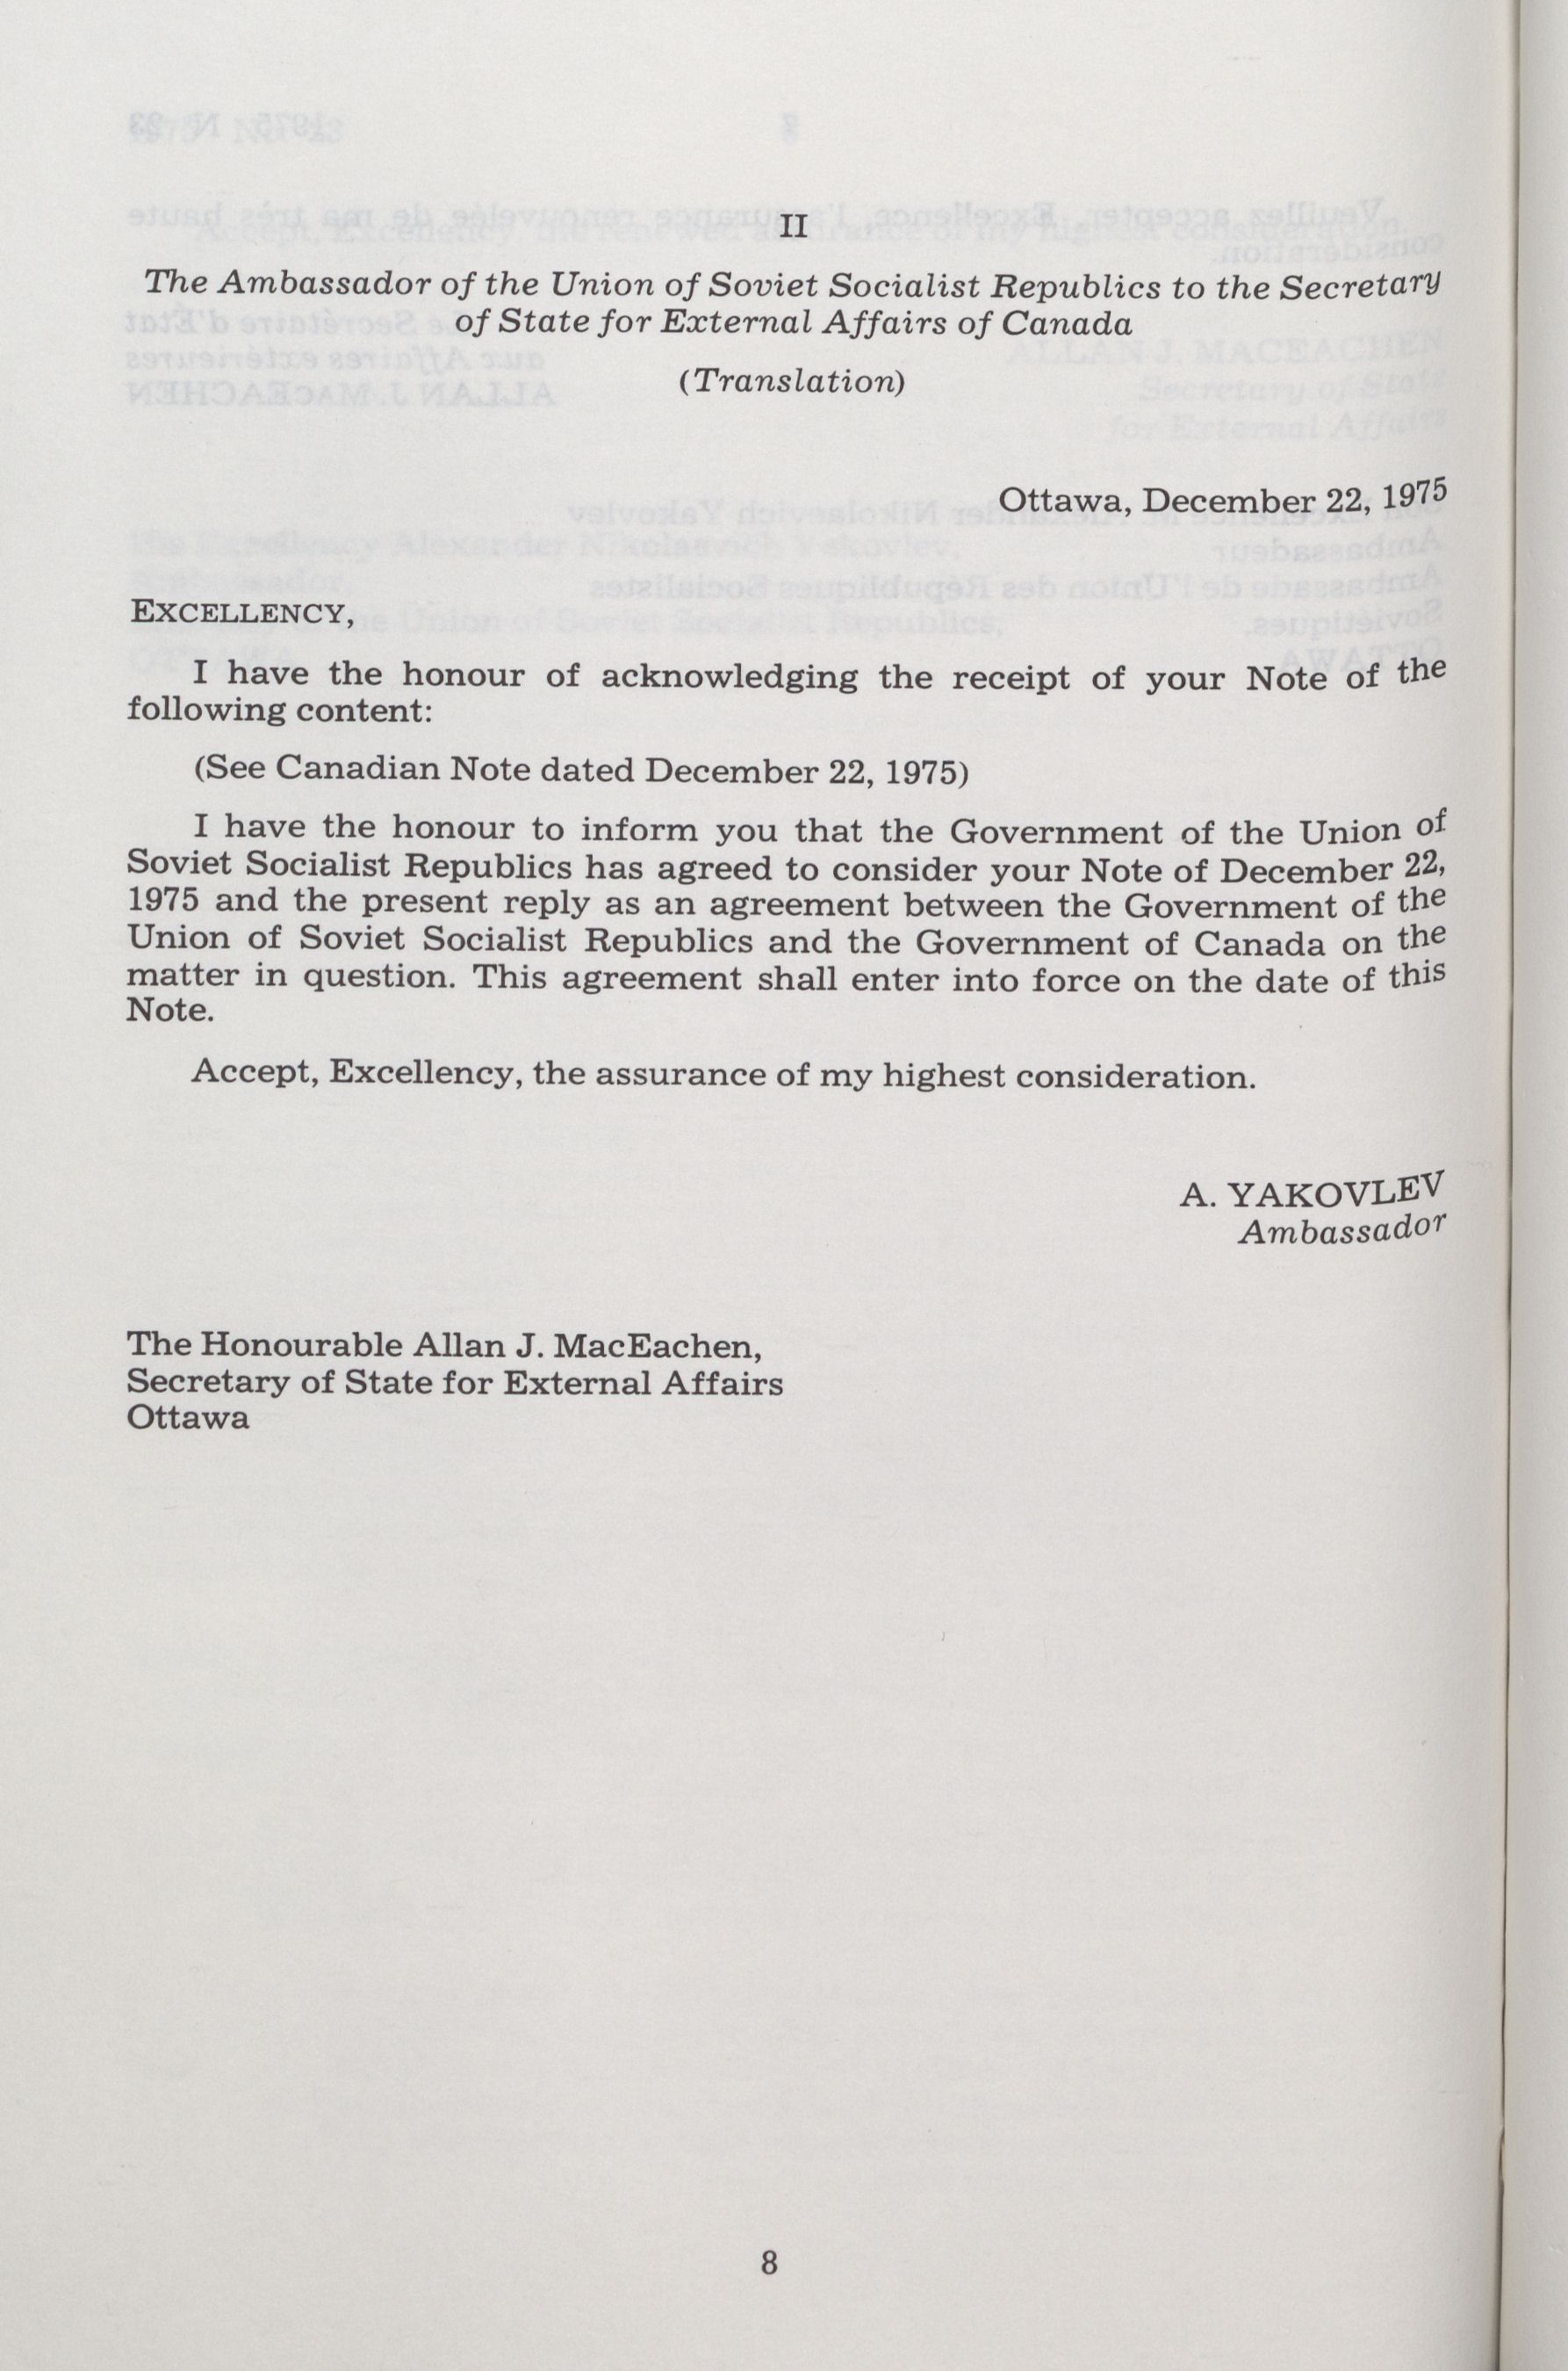 II
The Ambassador of the Union of Soviet Socialist Republics to the Secretary
of State for External Affairs of Canada
(Translation)
Ottawa, December 22, 1975
EXCELLENCY,
I have the honour of acknowledging the receipt of your Note of the
following content:
(See Canadian Note dated December 22, 1975)
I have the honour to inform you that the Government of the Union of
Soviet Socialist Republics has agreed to consider your Note of December 22,
1975 and the present reply as an agreement between the Government of the
Union of Soviet Socialist Republics and the Government of Canada on the
matter in question. This agreement shall enter into force on the date of this
Note.
Accept, Excellency, the assurance of my highest consideration.
A. YAKOVLEV
Ambassador
The Honourable Allan J. MacEachen,
Secretary of State for External Affairs
Ottawa
8